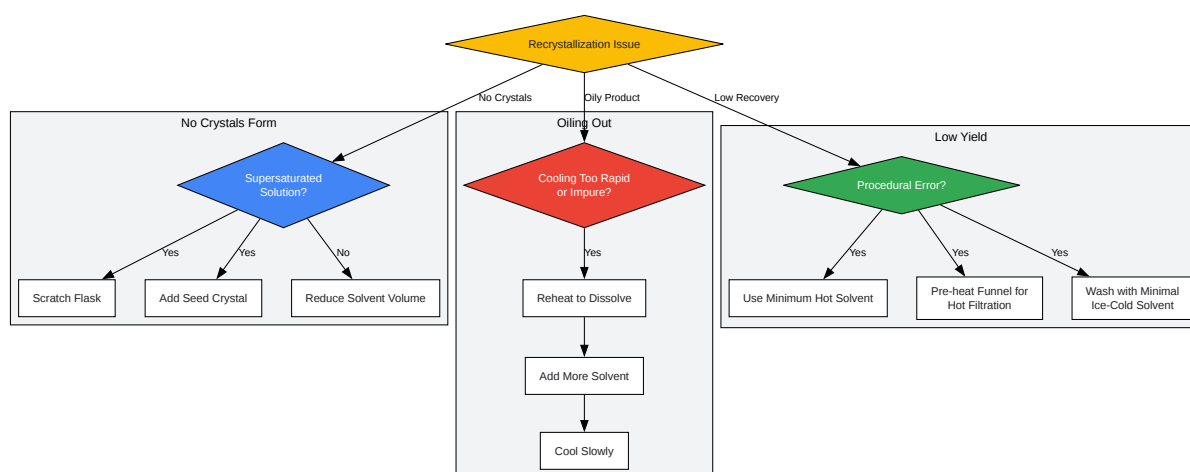 Recrystallization Issue
No Crystals
Oily Product
Low Recovery
No Crystals Form
Oiling Out
Low Yield
Supersaturated
Solution?
Cooling Too Rapid
or Impure?
Procedural Error?
Yes
Yes
No
Yes
Yes
Yes
Yes
Scratch Flask
Add Seed Crystal
Reduce Solvent Volume
Reheat to Dissolve
Use Minimum Hot Solvent
Pre-heat Funnel for
Hot Filtration
Wash with Minimal
Ice-Cold Solvent
Add More Solvent
Cool Slowly